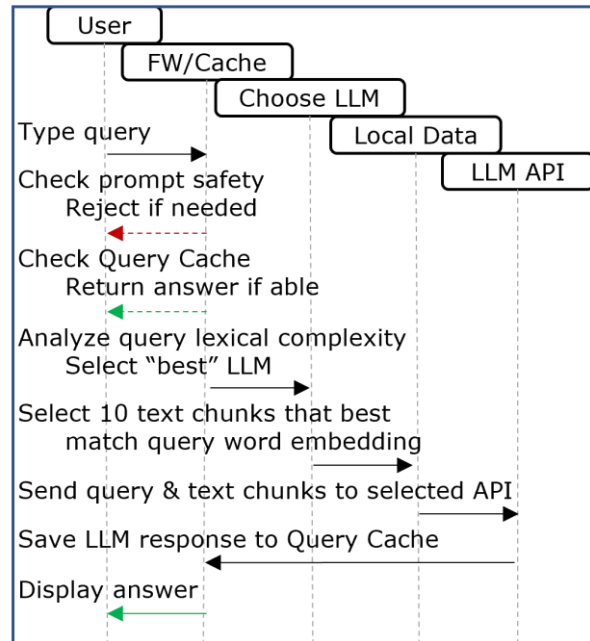 User
FW/Cache
Choose LLM
Local Data
LLM API
Type query
Check prompt safety
Reject if needed
Check Query Cache
Return answer if able
Analyze query lexical complexity
Select “best” LLM
Select 10 text chunks that best
match query word embedding
Send query & text chunks to selected API
Save LLM response to Query Cache
Display answer